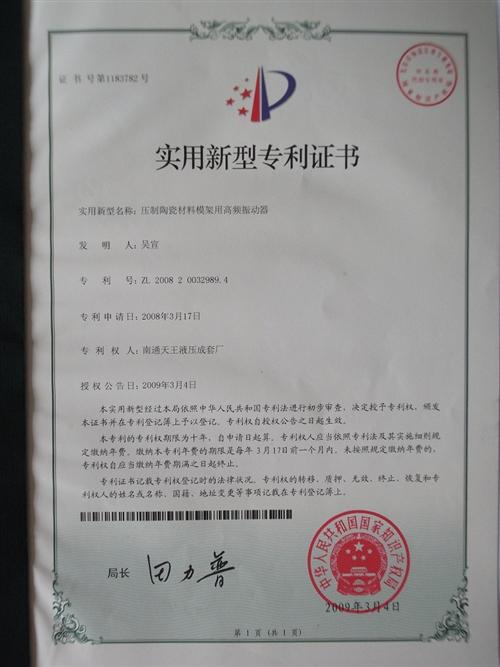 证书号第1183782号
实用新型专利证书
实用新型名称：压制陶瓷材料模架用高频振动器
发明人：吴宣
专利号：ZL 2008 2 0032989.4
专利申请日：2008年3月17日
专利权人：南通天王液压成套厂
授权公告日：2009年3月4日
本实用新型经过本局依照中华人民共和国专利法进行初步审查，决定授予专利权，颁发
本证书并在专利登记簿上予以登记。专利权自授权公告之日起生效。
本专利的专利权期限为十年，自申请日起算。专利权人应当依照专利法及其实施细则规
定缴纳年费。缴纳本专利年费的期限是每年3月17日前一个月内。未按照规定缴纳年费的，
专利权自应当缴纳年费期满之日起终止。
专利证书记载专利权登记时的法律状况。专利权的转移、质押、无效、终止、恢复和专
利权人的姓名或名称、国籍、地址变更等事项记载在专利登记簿上。
局长 田力普
中华人民共和国国家知识产权局
2009年3月4日
第1页(共1页)